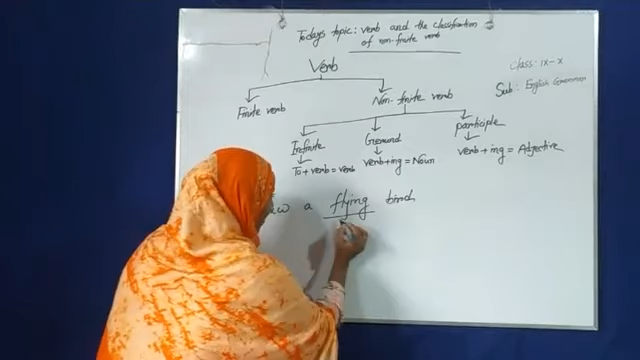 Todays topic: verb and the classification
of non-finite verb
Class: IX-X
Sub: English Grammar
Verb
Finite verb
Non-finite verb
Infinite
Gerund
participle
To + verb = verb
verb+ing = Noun
verb+ing = Adjective
a flying bird